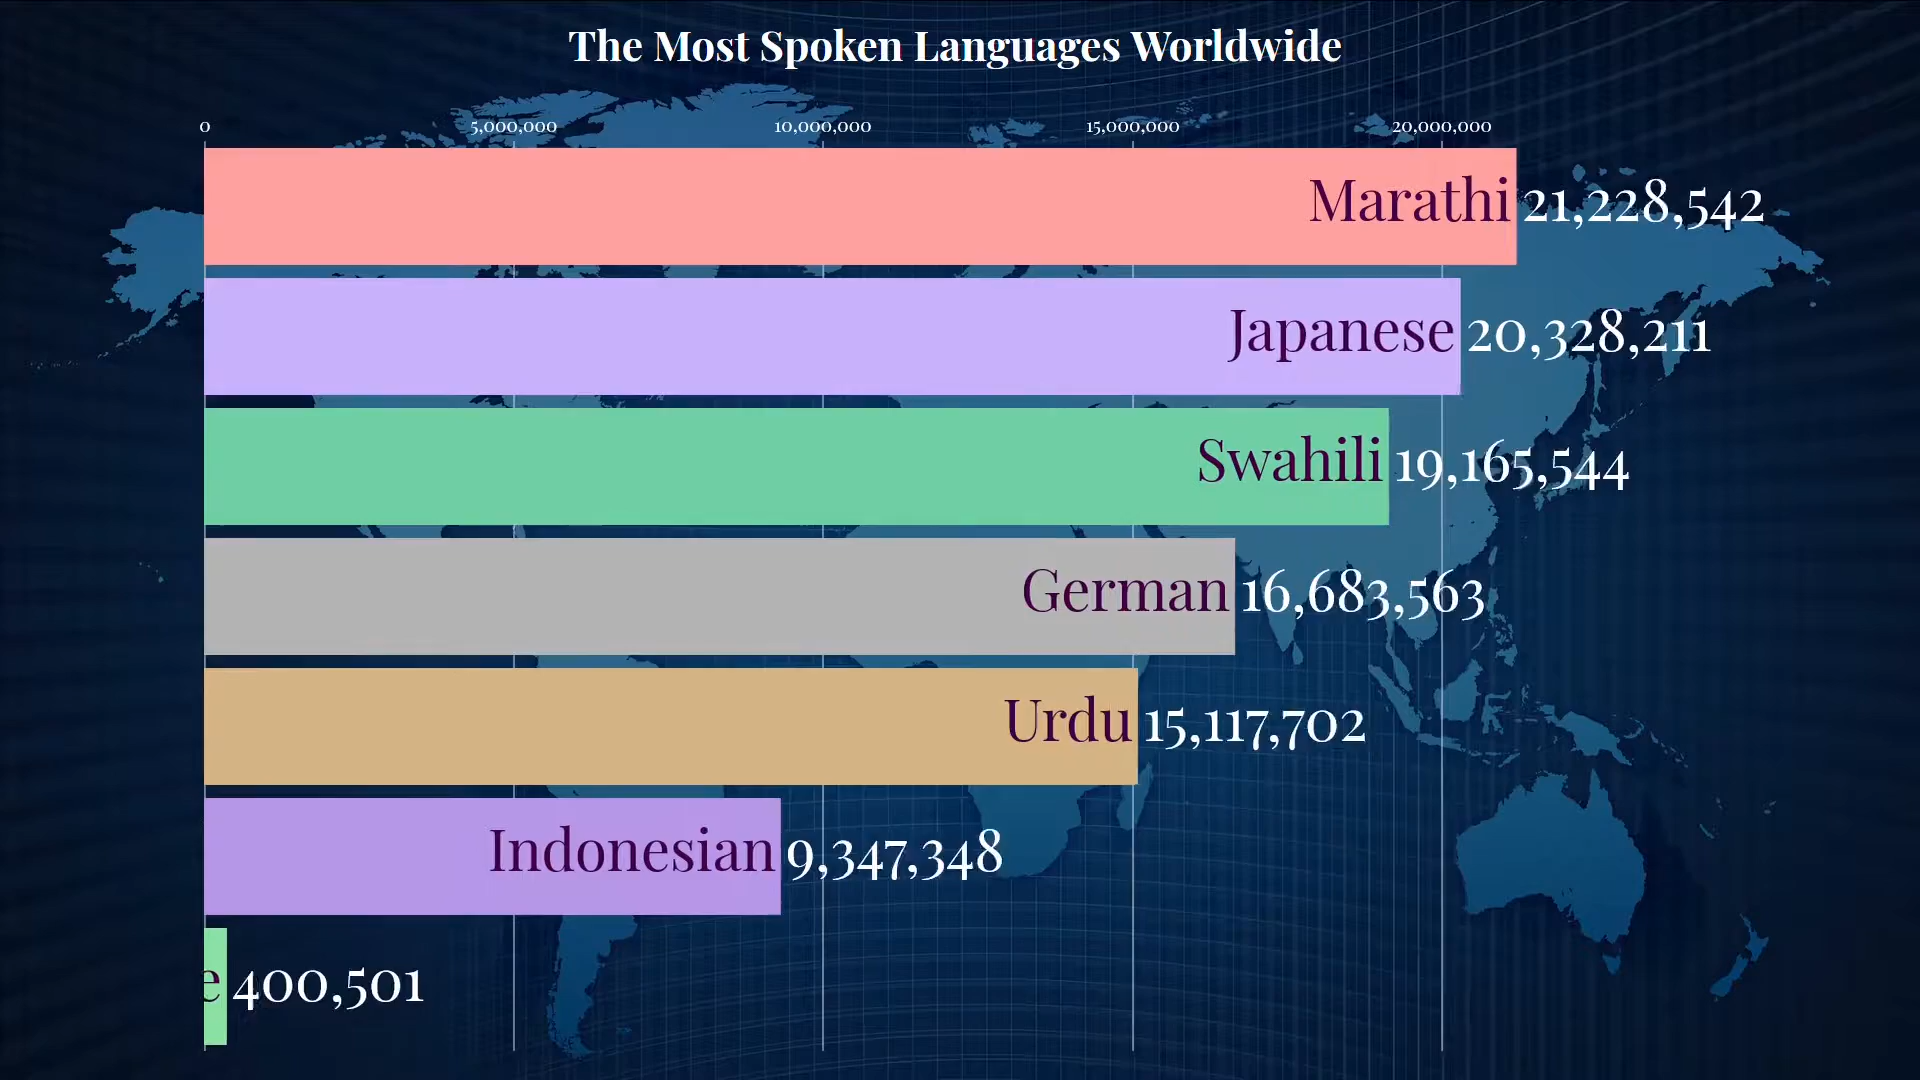 The Most Spoken Languages Worldwide
0 5,000,000 10,000,000 15,000,000 20,000,000
Marathi 21,228,542
Japanese 20,328,211
Swahili 19,165,544
German 16,683,563
Urdu 15,117,702
Indonesian 9,347,348
e 400,501